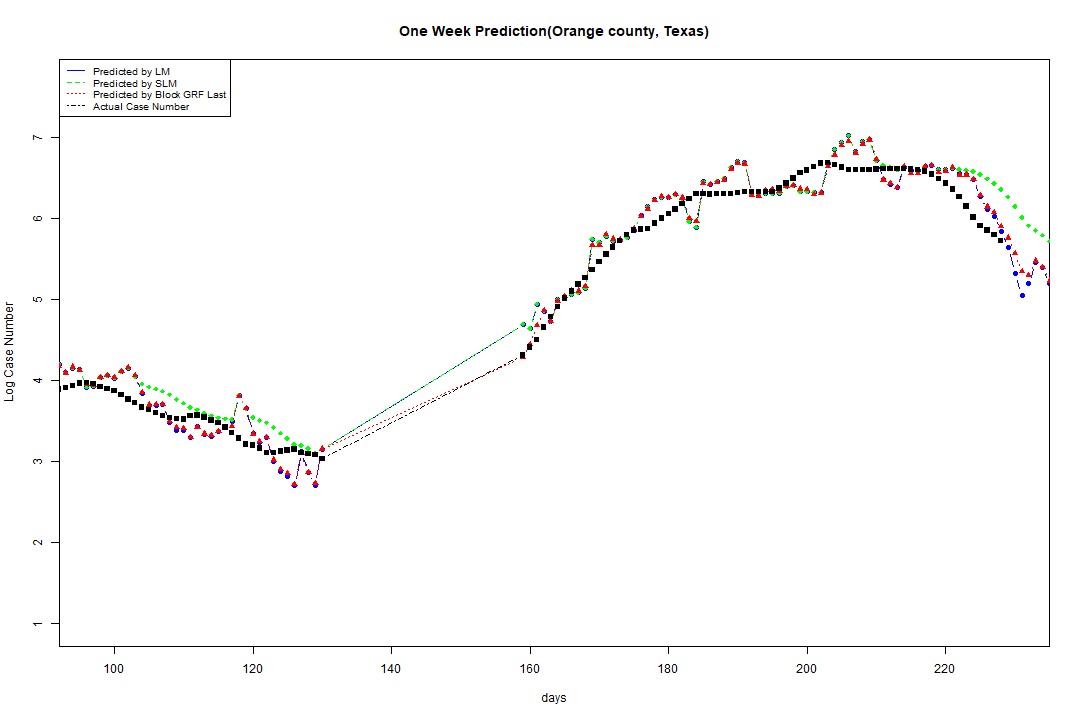 One Week Prediction(Orange county, Texas)
Predicted by LM
Predicted by SLM
Predicted by Block GRF Last
Actual Case Number
7
6
5
4
3
2
1
Log Case Number
100 120 140 160 180 200 220
days